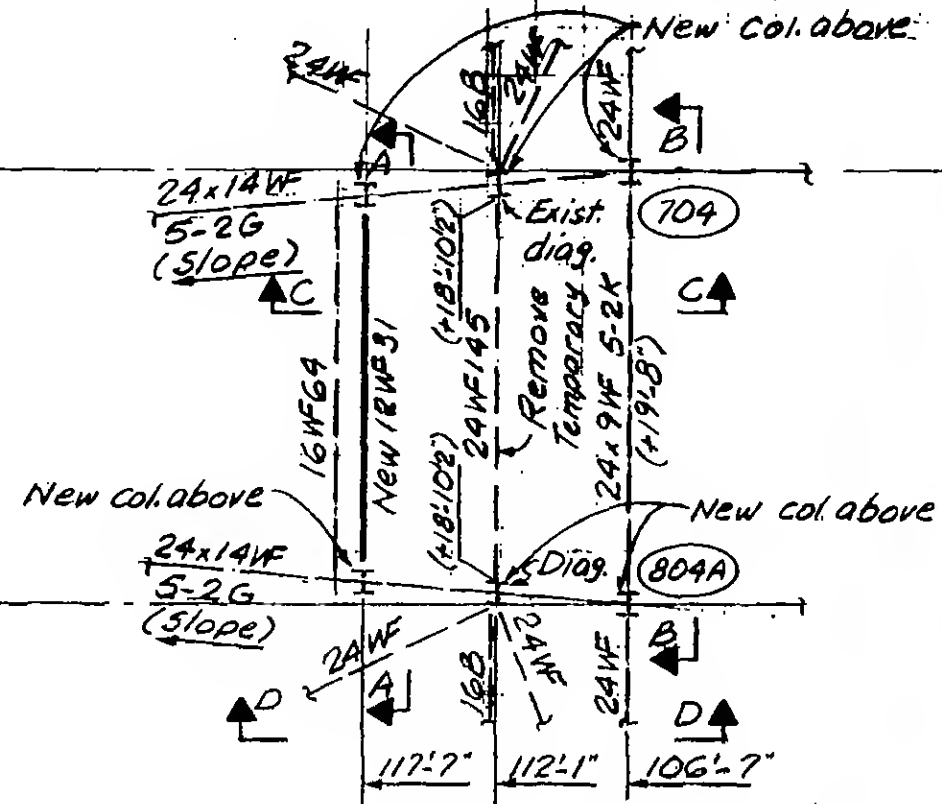 New Col. above
24WF
16B
24WF
24WF
B
A
24x14WF
5-2G
(Slope)
C
Exist.
diag.
704
C
(+18'-10½")
24WF145
Remove
Temporary
24x9WF 5-2K
(+19'-8")
16WF64
New 18WF31
(+18'-10½")
New col. above
New col. above
24x14WF
5-2G
(Slope)
Diag.
804A
24WF
A
16B
24WF
24WF
B
D
D
117'-7"
112'-1"
106'-7"